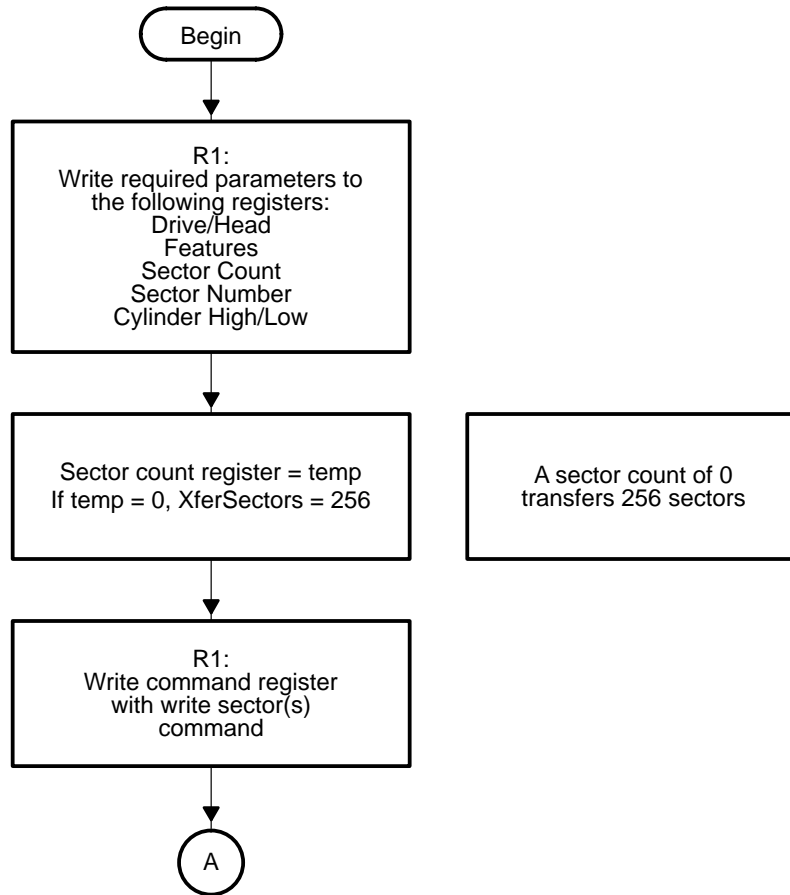 Begin
R1:
Write required parameters to
the following registers:
Drive/Head
Features
Sector Count
Sector Number
Cylinder High/Low
Sector count register = temp
If temp = 0, XferSectors = 256
A sector count of 0
transfers 256 sectors
R1:
Write command register
with write sector(s)
command
A